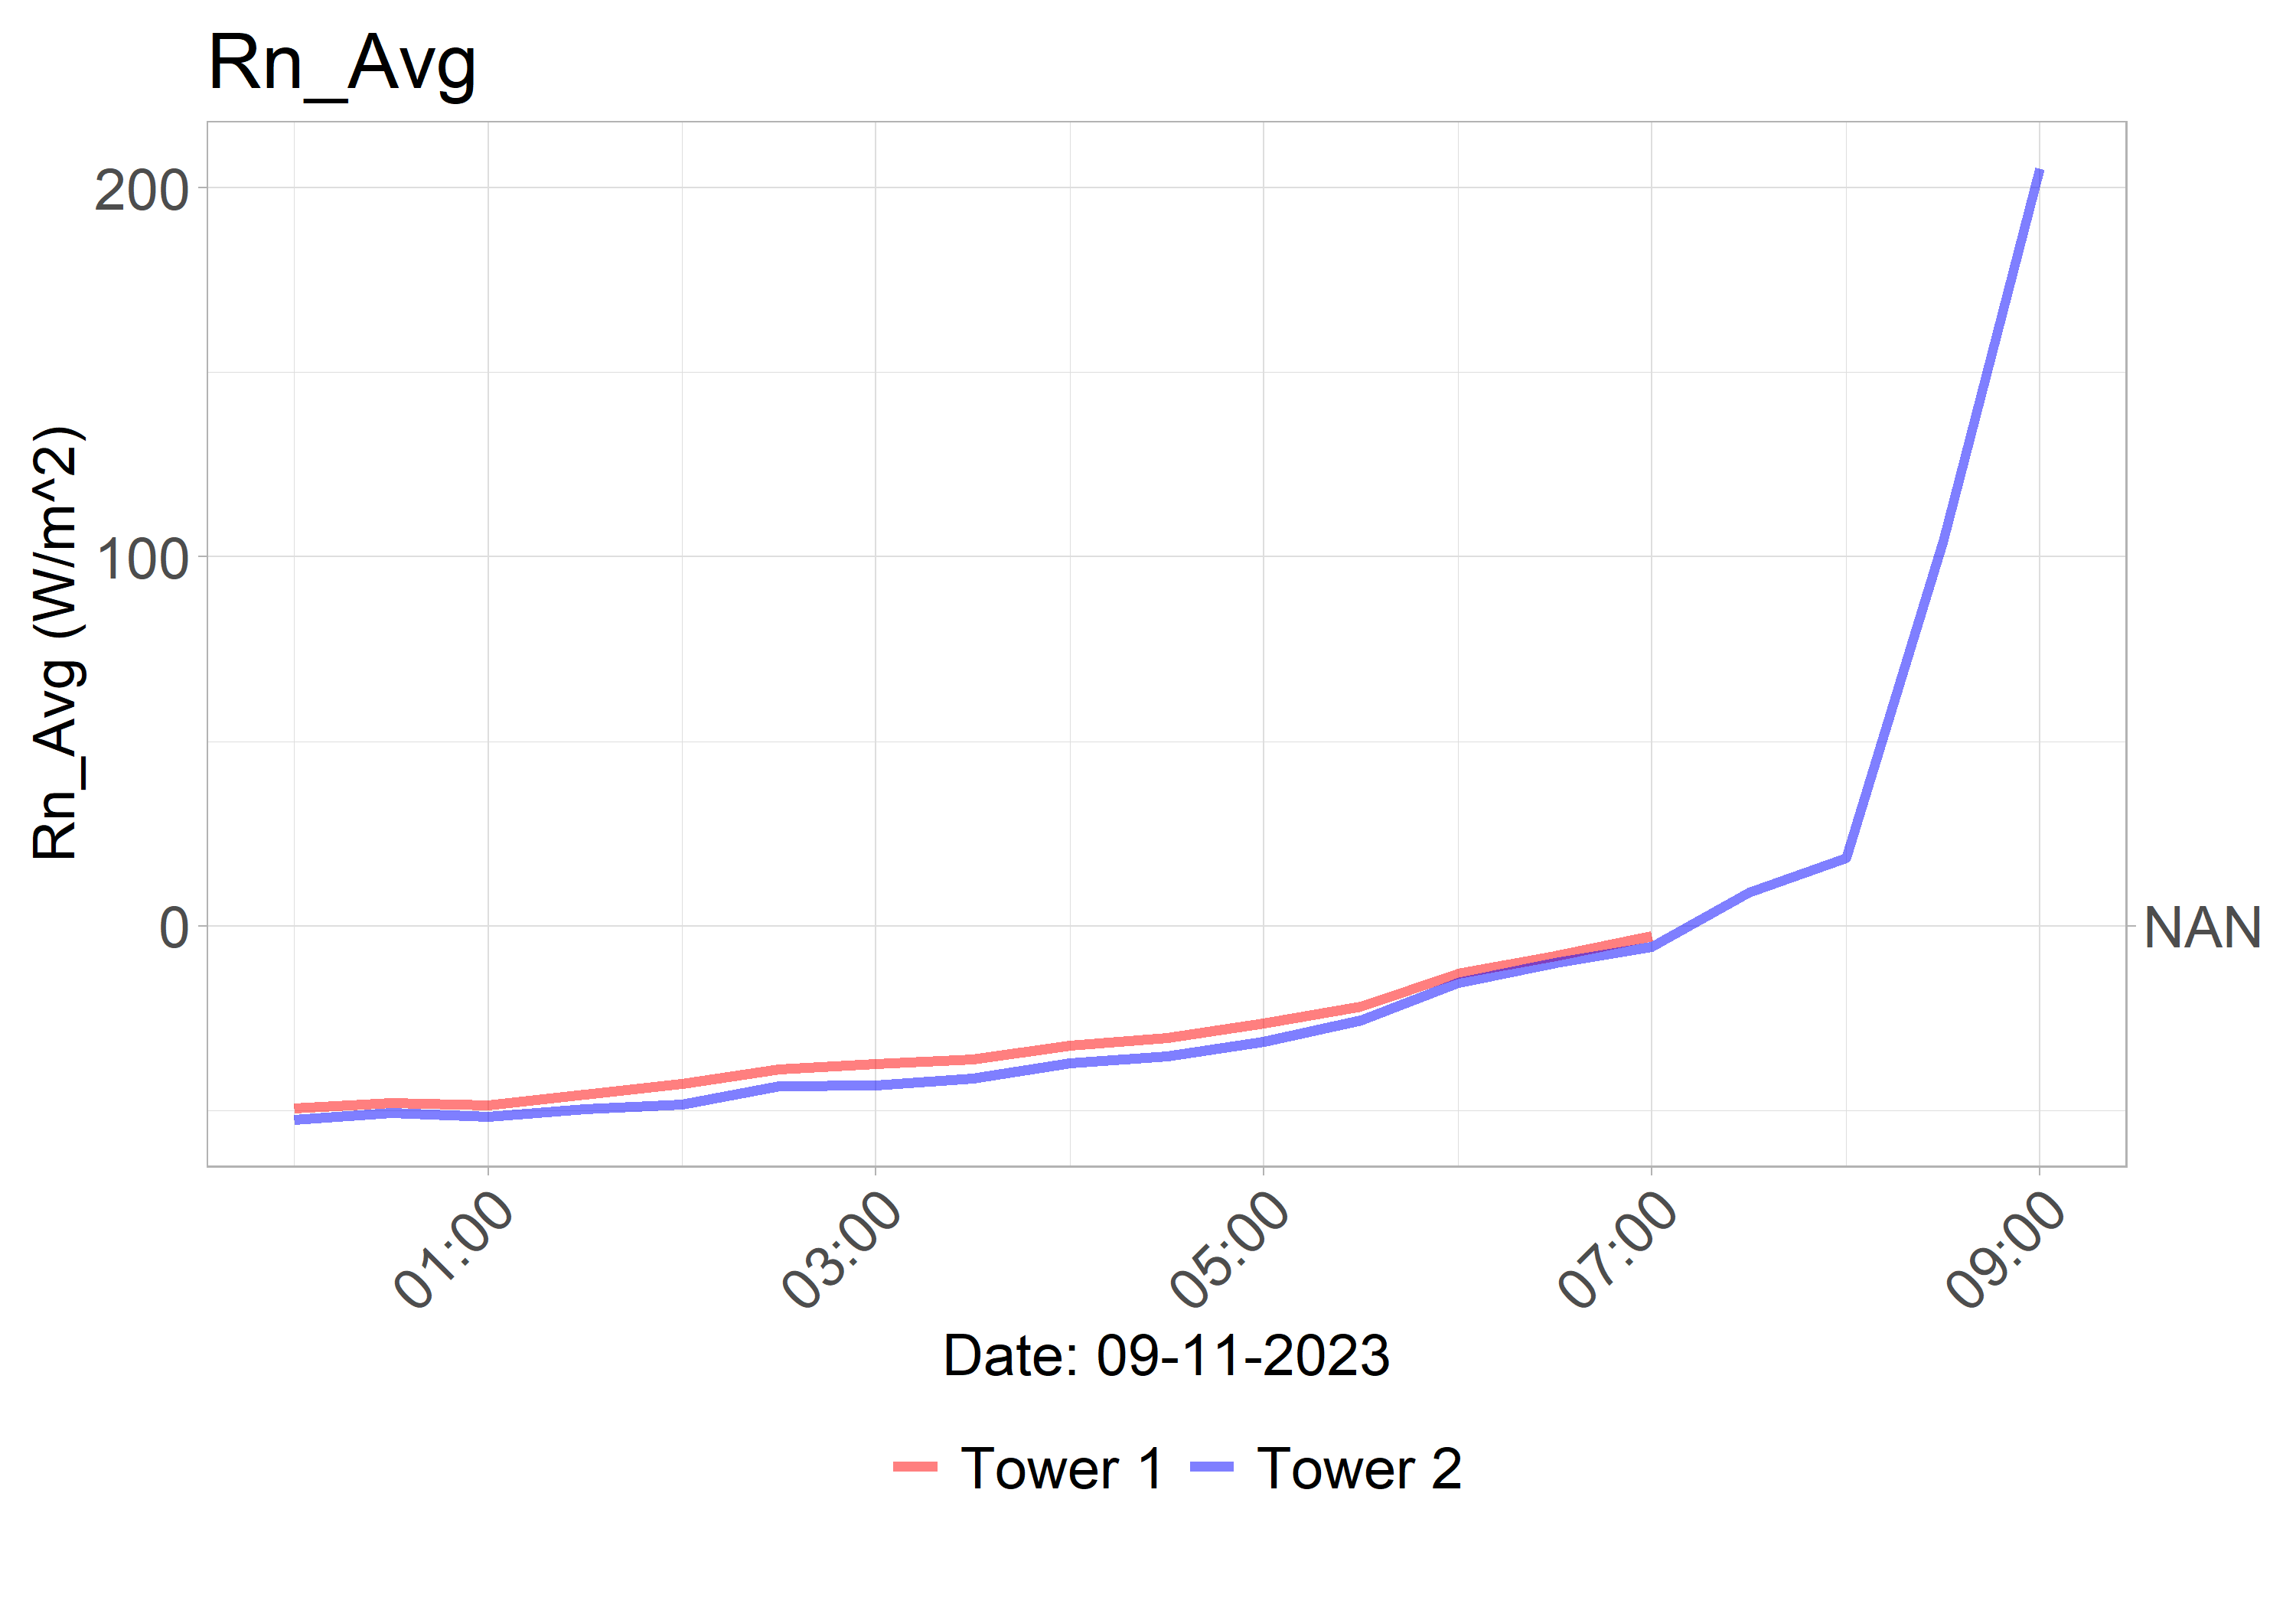 Rn_Avg
Rn_Avg (W/m^2)
200
100
0
NAN
01:00
03:00
05:00
07:00
09:00
Date: 09-11-2023
Tower 1
Tower 2